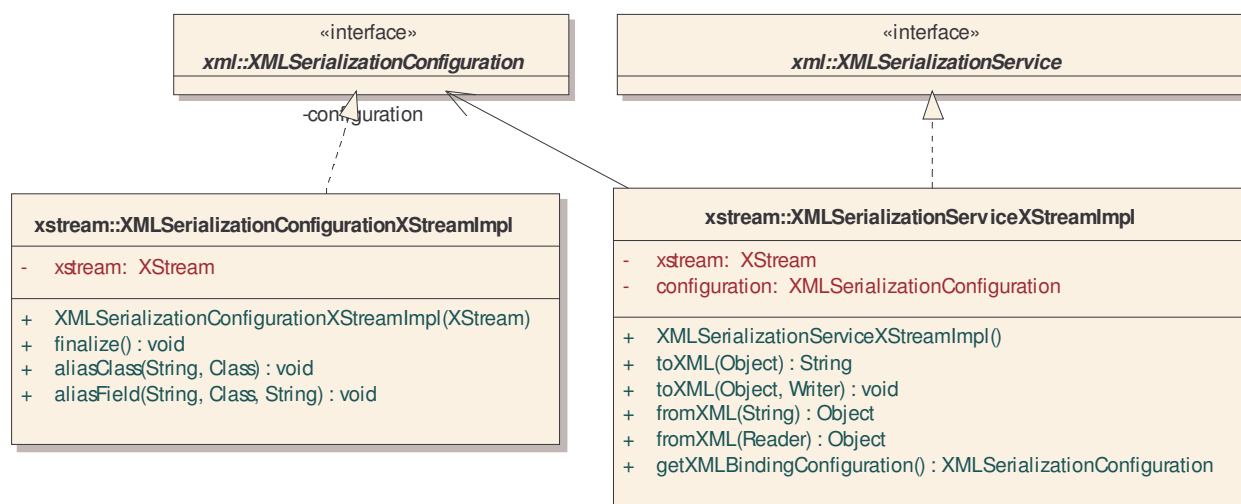 «interface»
xml::XMLSerializationConfiguration
«interface»
xml::XMLSerializationService
-configuration
xstream::XMLSerializationConfigurationXStreamImpl
- xstream: XStream
+ XMLSerializationConfigurationXStreamImpl(XStream)
+ finalize() : void
+ aliasClass(String, Class) : void
+ aliasField(String, Class, String) : void
xstream::XMLSerializationServiceXStreamImpl
- xstream: XStream
- configuration: XMLSerializationConfiguration
+ XMLSerializationServiceXStreamImpl()
+ toXML(Object) : String
+ toXML(Object, Writer) : void
+ fromXML(String) : Object
+ fromXML(Reader) : Object
+ getXMLBindingConfiguration() : XMLSerializationConfiguration